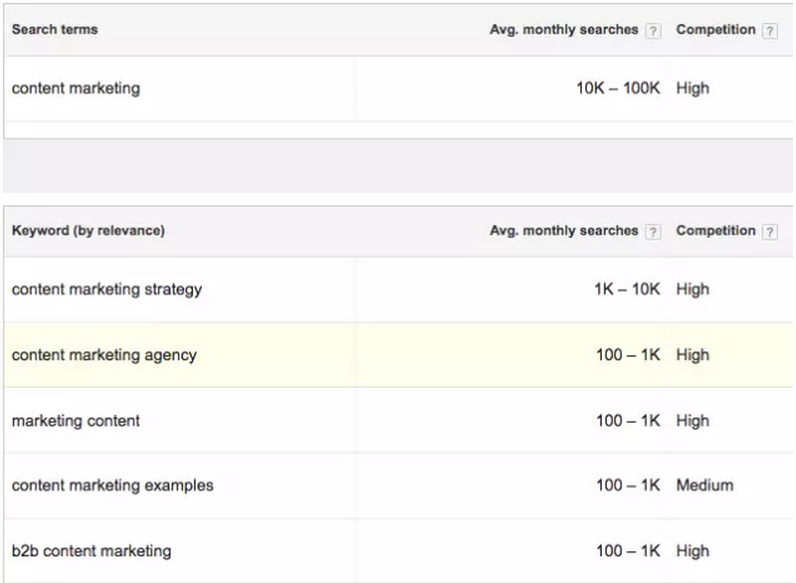 Search terms Avg. monthly searches ? Competition ?
content marketing 10K – 100K High
Keyword (by relevance) Avg. monthly searches ? Competition ?
content marketing strategy 1K – 10K High
content marketing agency 100 – 1K High
marketing content 100 – 1K High
content marketing examples 100 – 1K Medium
b2b content marketing 100 – 1K High